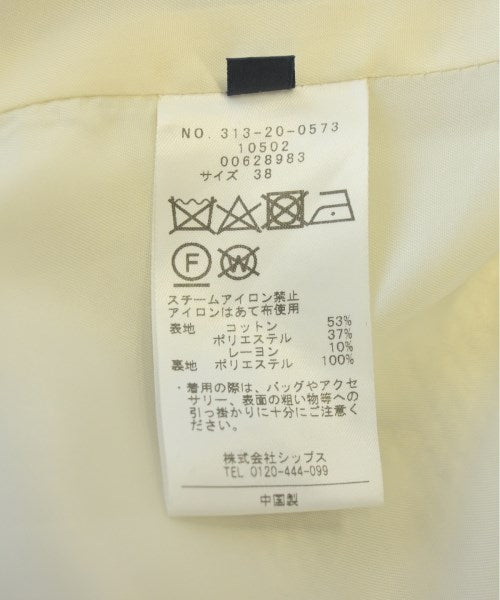 NO. 313-20-0573
10502
00628983
サイズ 38
F W
スチームアイロン禁止
アイロンはあて布使用
表地 コットン 53%
ポリエステル 37%
レーヨン 10%
裏地 ポリエステル 100%
・着用の際は、バッグやアクセ
サリー、表面の粗い物等への
引っ掛かりに十分にご注意く
ださい。
株式会社シップス
TEL 0120-444-099
中国製